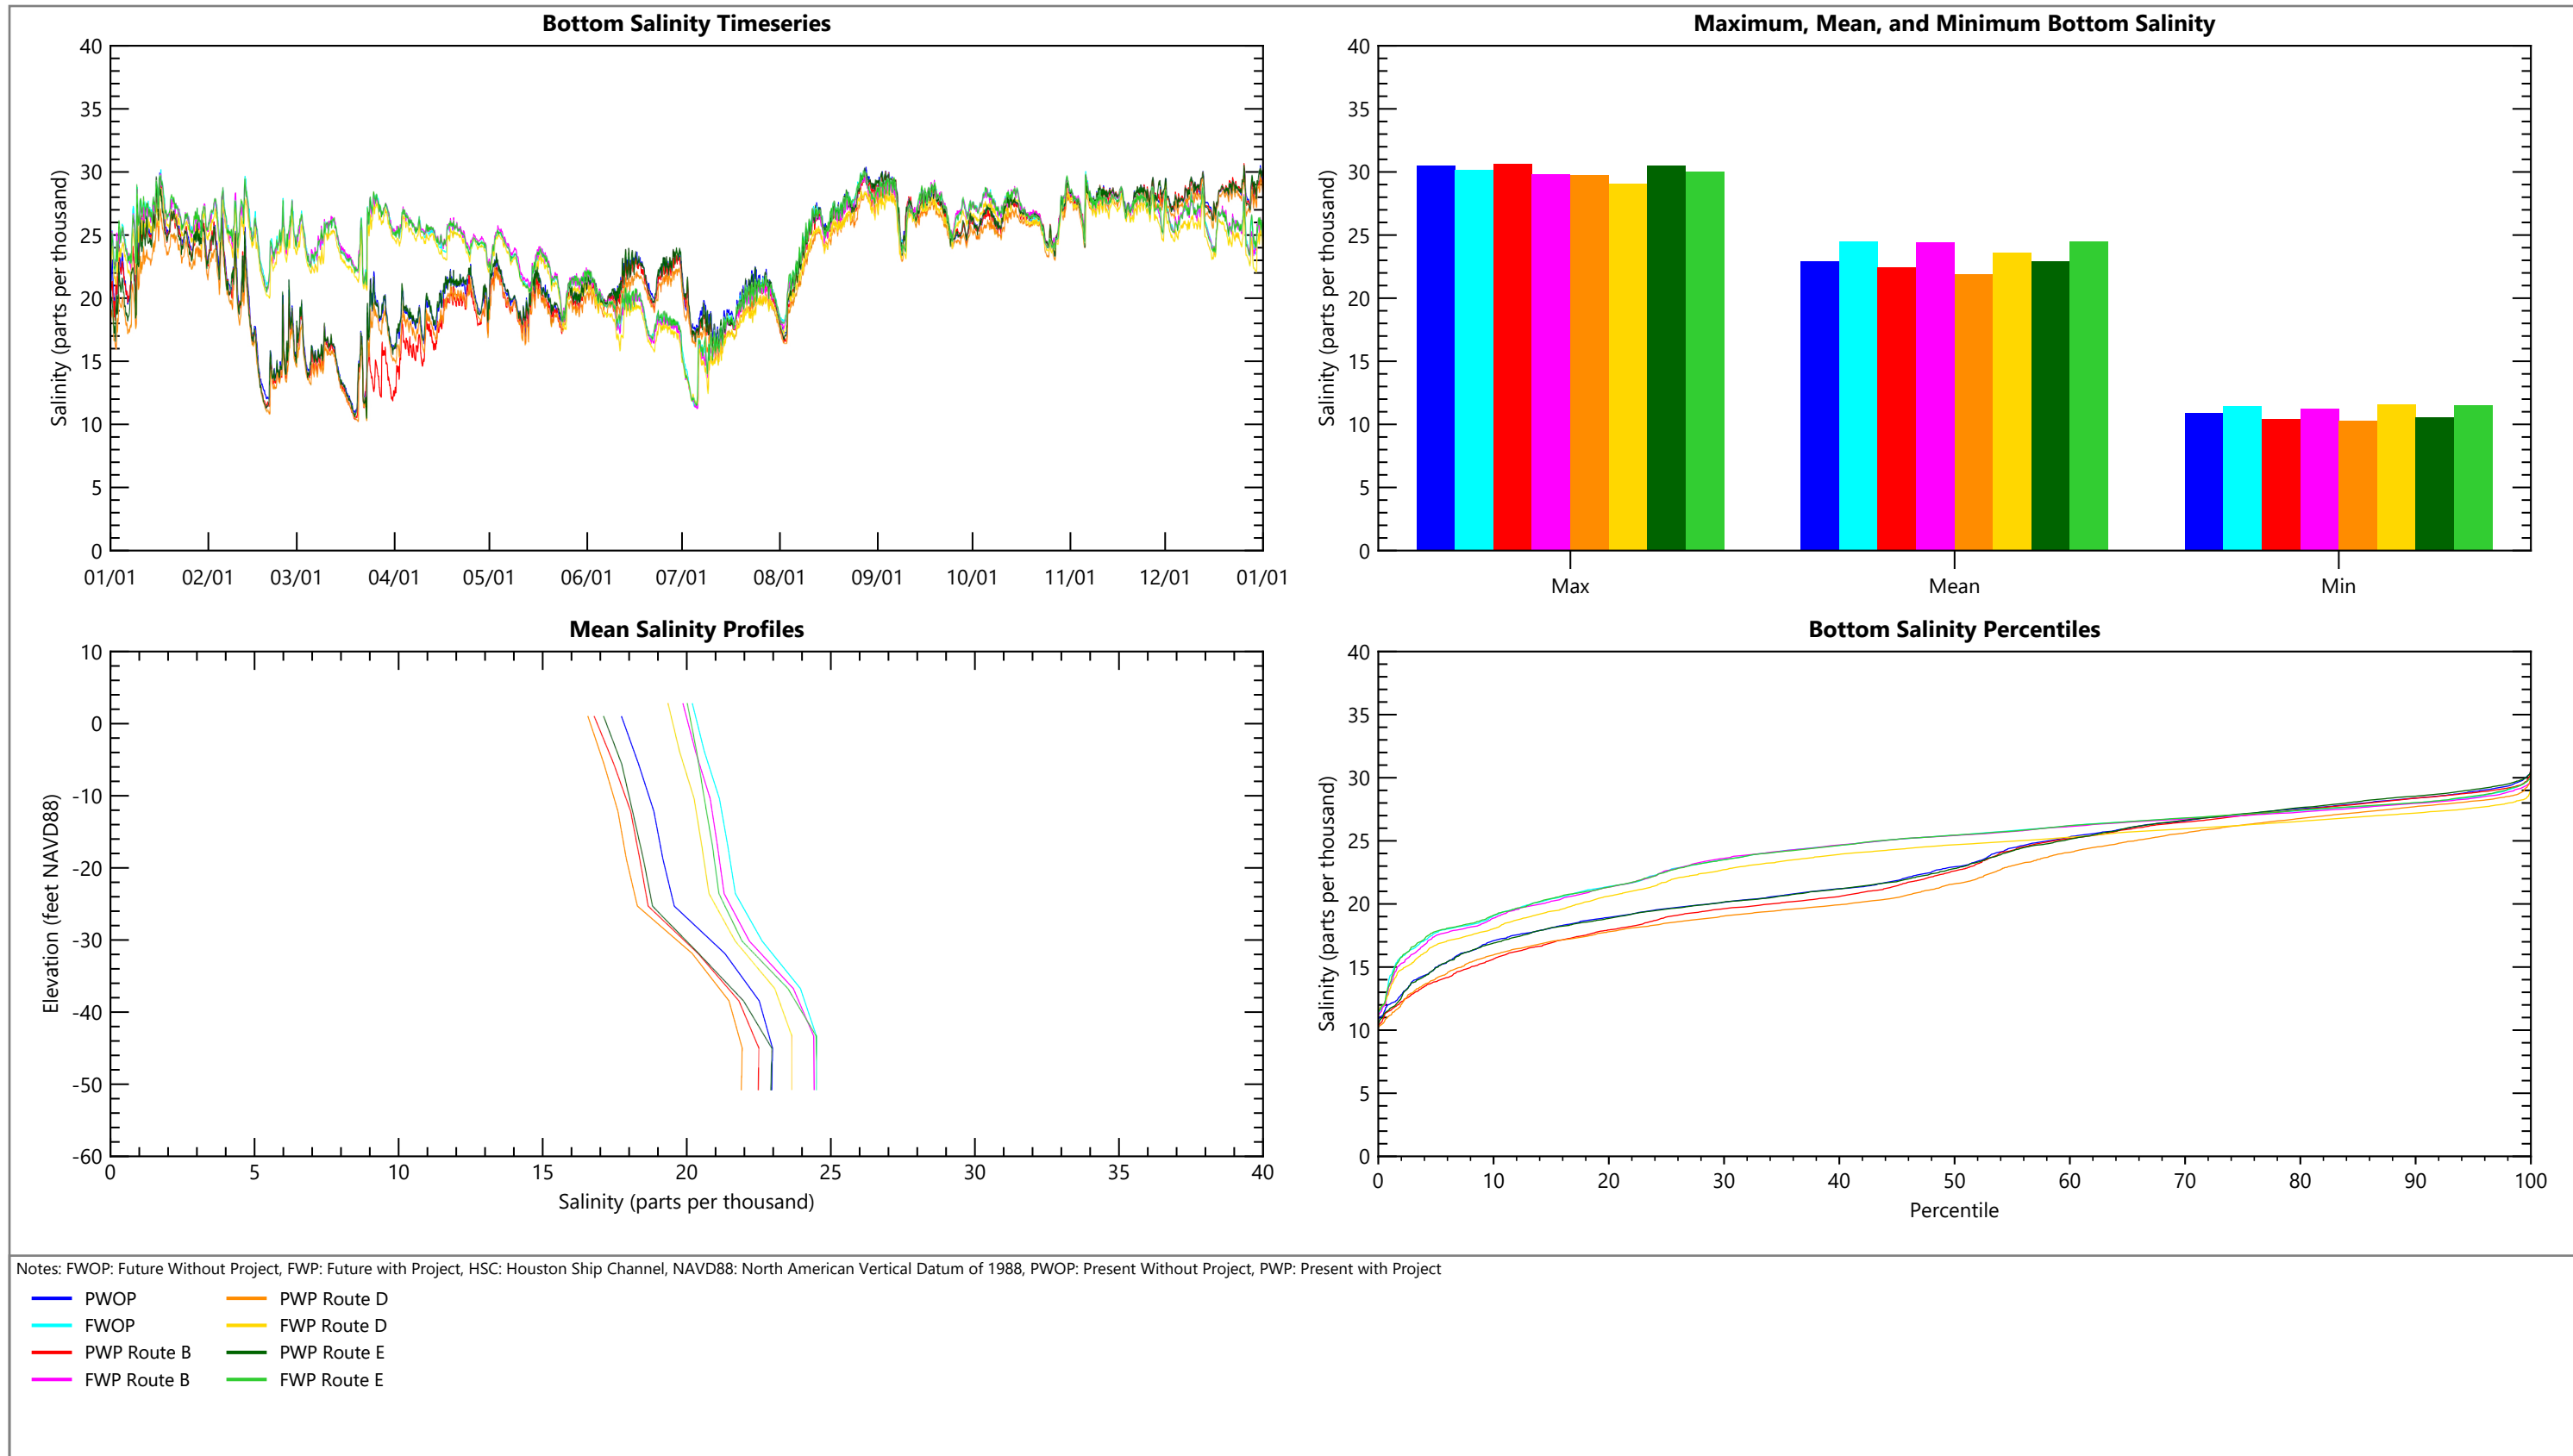 Bottom Salinity Timeseries
Salinity (parts per thousand)
40
35
30
25
20
15
10
5
0
01/01 02/01 03/01 04/01 05/01 06/01 07/01 08/01 09/01 10/01 11/01 12/01 01/01
Maximum, Mean, and Minimum Bottom Salinity
Salinity (parts per thousand)
40
35
30
25
20
15
10
5
0
Max Mean Min
Mean Salinity Profiles
Elevation (feet NAVD88)
10
0
-10
-20
-30
-40
-50
-60
0 5 10 15 20 25 30 35 40
Salinity (parts per thousand)
Bottom Salinity Percentiles
Salinity (parts per thousand)
40
35
30
25
20
15
10
5
0
0 10 20 30 40 50 60 70 80 90 100
Percentile
Notes: FWOP: Future Without Project, FWP: Future with Project, HSC: Houston Ship Channel, NAVD88: North American Vertical Datum of 1988, PWOP: Present Without Project, PWP: Present with Project
PWOP
FWOP
PWP Route B
FWP Route B
PWP Route D
FWP Route D
PWP Route E
FWP Route E